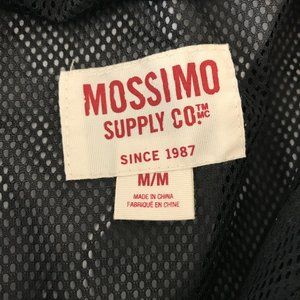 MOSSIMO
SUPPLY CO.™ MC
SINCE 1987
M/M
MADE IN CHINA
FABRIQUÉ EN CHINE